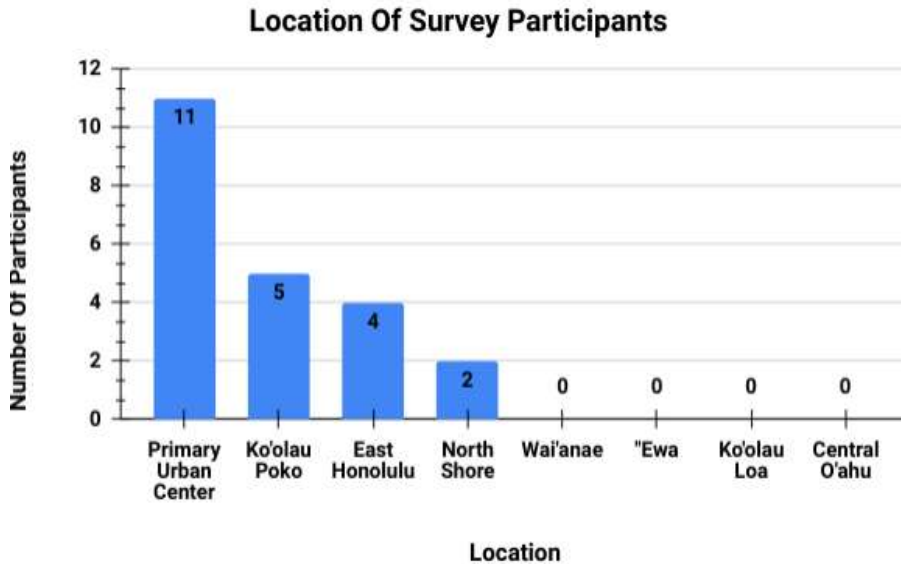 Location Of Survey Participants
Number Of Participants
12
10
8
6
4
2
0
11
5
4
2
0
0
0
0
Primary
Urban
Center
Ko'olau
Poko
East
Honolulu
North
Shore
Wai'anae
"Ewa
Ko'olau
Loa
Central
O'ahu
Location